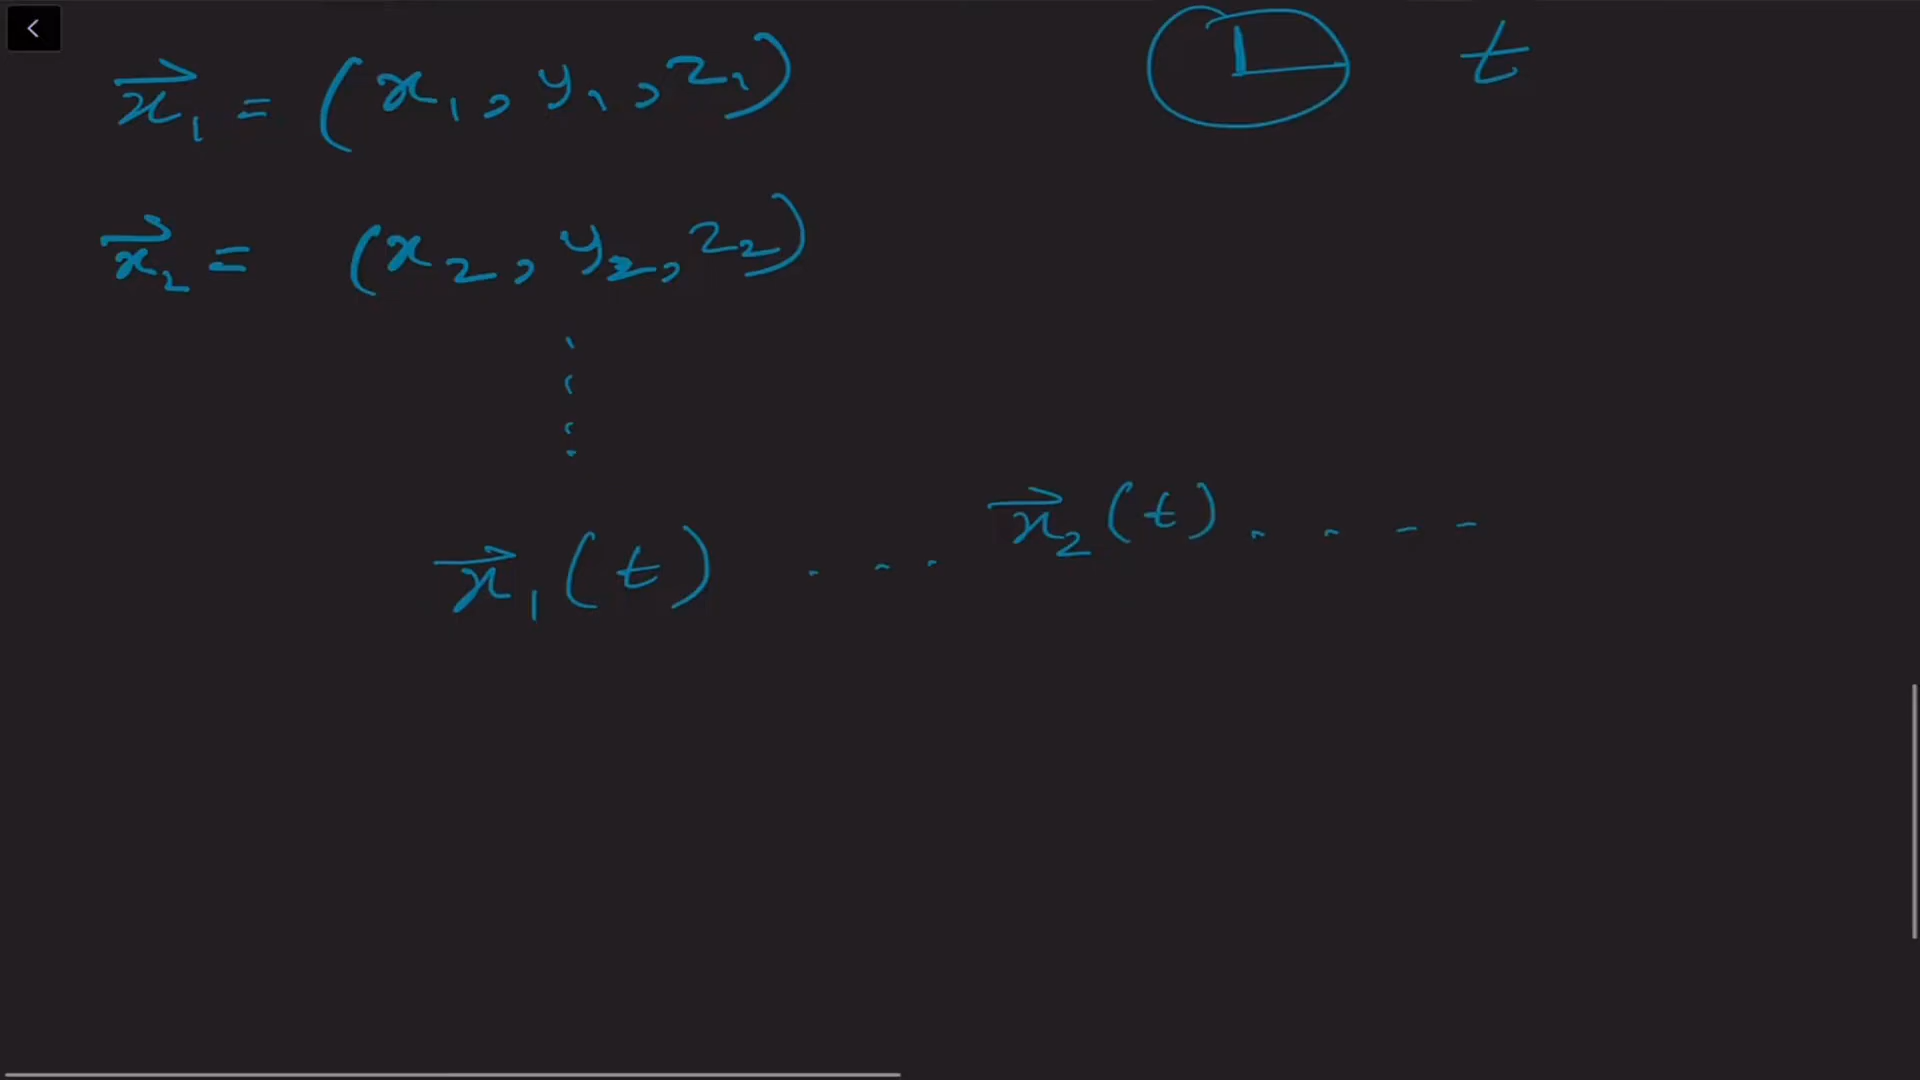 x⃗₁ = (x₁, y₁, z₁) t
x⃗₂ = (x₂, y₂, z₂)
⋮
x⃗₁(t) ... x⃗₂(t) ....